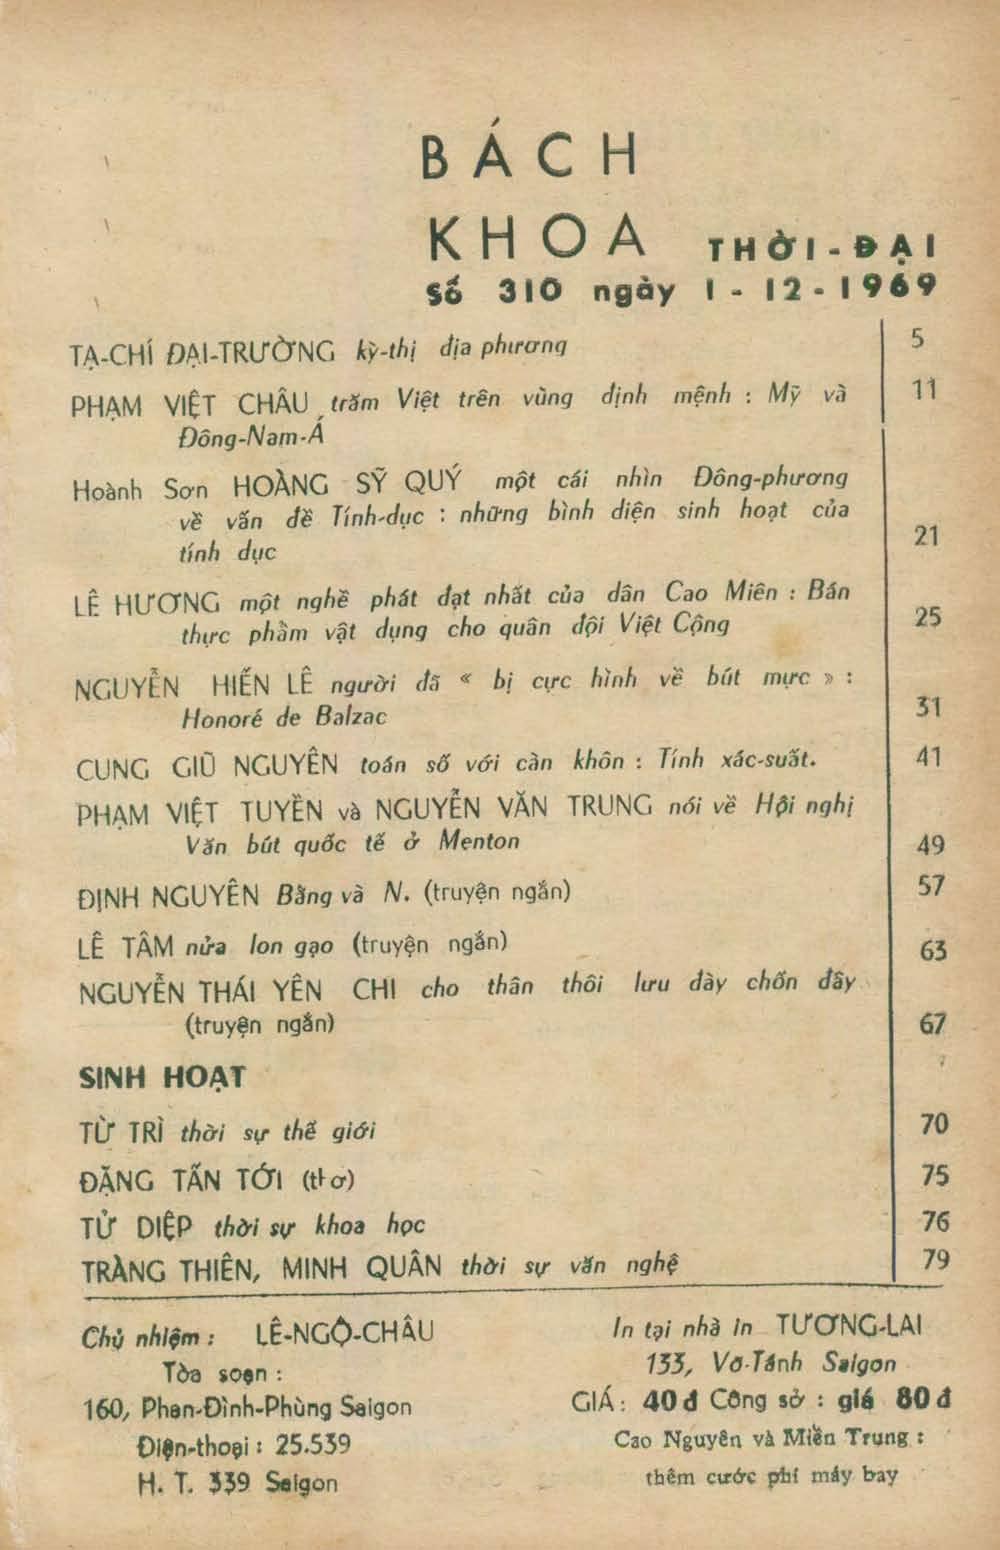 BÁCH
KHOA THỜI-ĐẠI
Số 310 ngày 1-12-1969
TẠ-CHÍ ĐẠI-TRƯỜNG kỳ-thị địa phương 5
PHẠM VIỆT CHÂU trăm Việt trên vùng định mệnh : Mỹ và 11
Đông-Nam-Á
Hoành Sơn HOÀNG SỸ QUÝ một cái nhìn Đông-phương
về vấn đề Tính-dục : những bình diện sinh hoạt của
tính dục 21
LÊ HƯƠNG một nghề phát đạt nhất của dân Cao Miên : Bán
thực phẩm vật dụng cho quân đội Việt Cộng 25
NGUYỄN HIẾN LÊ người đã « bị cực hình về bút mực » :
Honoré de Balzac 31
CUNG GIŨ NGUYÊN toán số với càn khôn : Tính xác-suất. 41
PHẠM VIỆT TUYỀN và NGUYỄN VĂN TRUNG nói về Hội nghị
Văn bút quốc tế ở Menton 49
ĐỊNH NGUYÊN Bằng và N. (truyện ngắn) 57
LÊ TÂM nửa lon gạo (truyện ngắn) 63
NGUYỄN THÁI YÊN CHI cho thân thôi lưu đày chốn đây
(truyện ngắn) 67
SINH HOẠT
TỪ TRÌ thời sự thế giới 70
ĐẶNG TẤN TỚI (thơ) 75
TỬ DIỆP thời sự khoa học 76
TRÀNG THIÊN, MINH QUÂN thời sự văn nghệ 79
Chủ nhiệm : LÊ-NGỘ-CHÂU
Tòa soạn :
160, Phan-Đình-Phùng Saigon
Điện-thoại : 25.539
H. T. 339 Saigon
In tại nhà in TƯƠNG-LAI
133, Võ-Tánh Saigon
GIÁ : 40đ Công sở : giá 80đ
Cao Nguyên và Miền Trung :
thêm cước phí máy bay